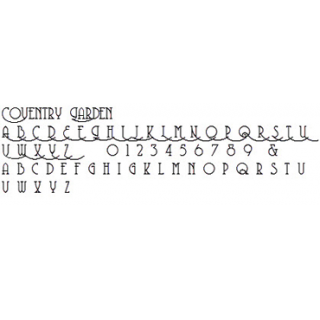 COVENTRY GARDEN
A B C D E F G H I J K L M N O P Q R S T U
V W X Y Z 0 1 2 3 4 5 6 7 8 9 &
A B C D E F G H I G K L M N O P Q R S T U
V W X Y Z